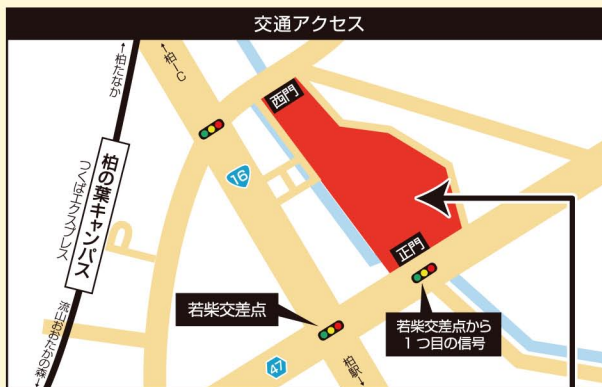 交通アクセス
↑柏たなか
↑柏IC
西門
16
柏の葉キャンパス
つくばエクスプレス
正門
若柴交差点
若柴交差点から
1つ目の信号
流山おおたかの森↓
47
柏駅↓